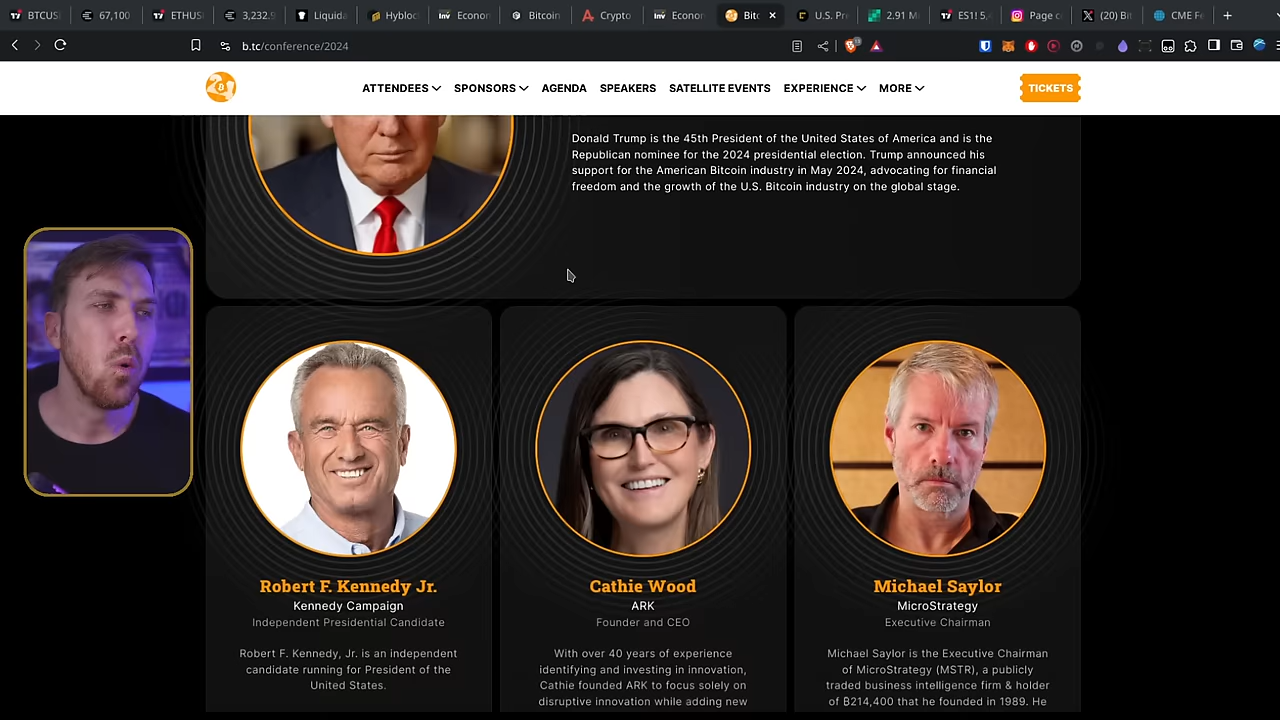 BTCUS
67,100
ETHUS
3,232.9
Liquida
Hybloc
Econor
Bitcoin
Crypto
Econor
Bitc
U.S. Pre
2.91 M
ES1! 5,4
Page c
(20) Bit
CME Fe
b.tc/conference/2024
ATTENDEES
SPONSORS
AGENDA
SPEAKERS
SATELLITE EVENTS
EXPERIENCE
MORE
TICKETS
Donald Trump is the 45th President of the United States of America and is the
Republican nominee for the 2024 presidential election. Trump announced his
support for the American Bitcoin industry in May 2024, advocating for financial
freedom and the growth of the U.S. Bitcoin industry on the global stage.
Robert F. Kennedy Jr.
Kennedy Campaign
Independent Presidential Candidate
Robert F. Kennedy, Jr. is an independent
candidate running for President of the
United States.
Cathie Wood
ARK
Founder and CEO
With over 40 years of experience
identifying and investing in innovation,
Cathie founded ARK to focus solely on
disruptive innovation while adding new
Michael Saylor
MicroStrategy
Executive Chairman
Michael Saylor is the Executive Chairman
of MicroStrategy (MSTR), a publicly
traded business intelligence firm & holder
of ₿214,400 that he founded in 1989. He